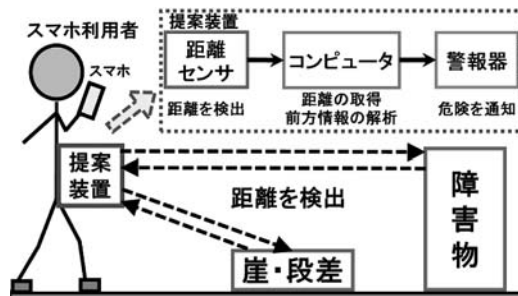 スマホ利用者
スマホ
提案装置
距離
センサ
コンピュータ
警報器
距離を検出
距離の取得
前方情報の解析
危険を通知
提案
装置
距離を検出
障害物
崖・段差